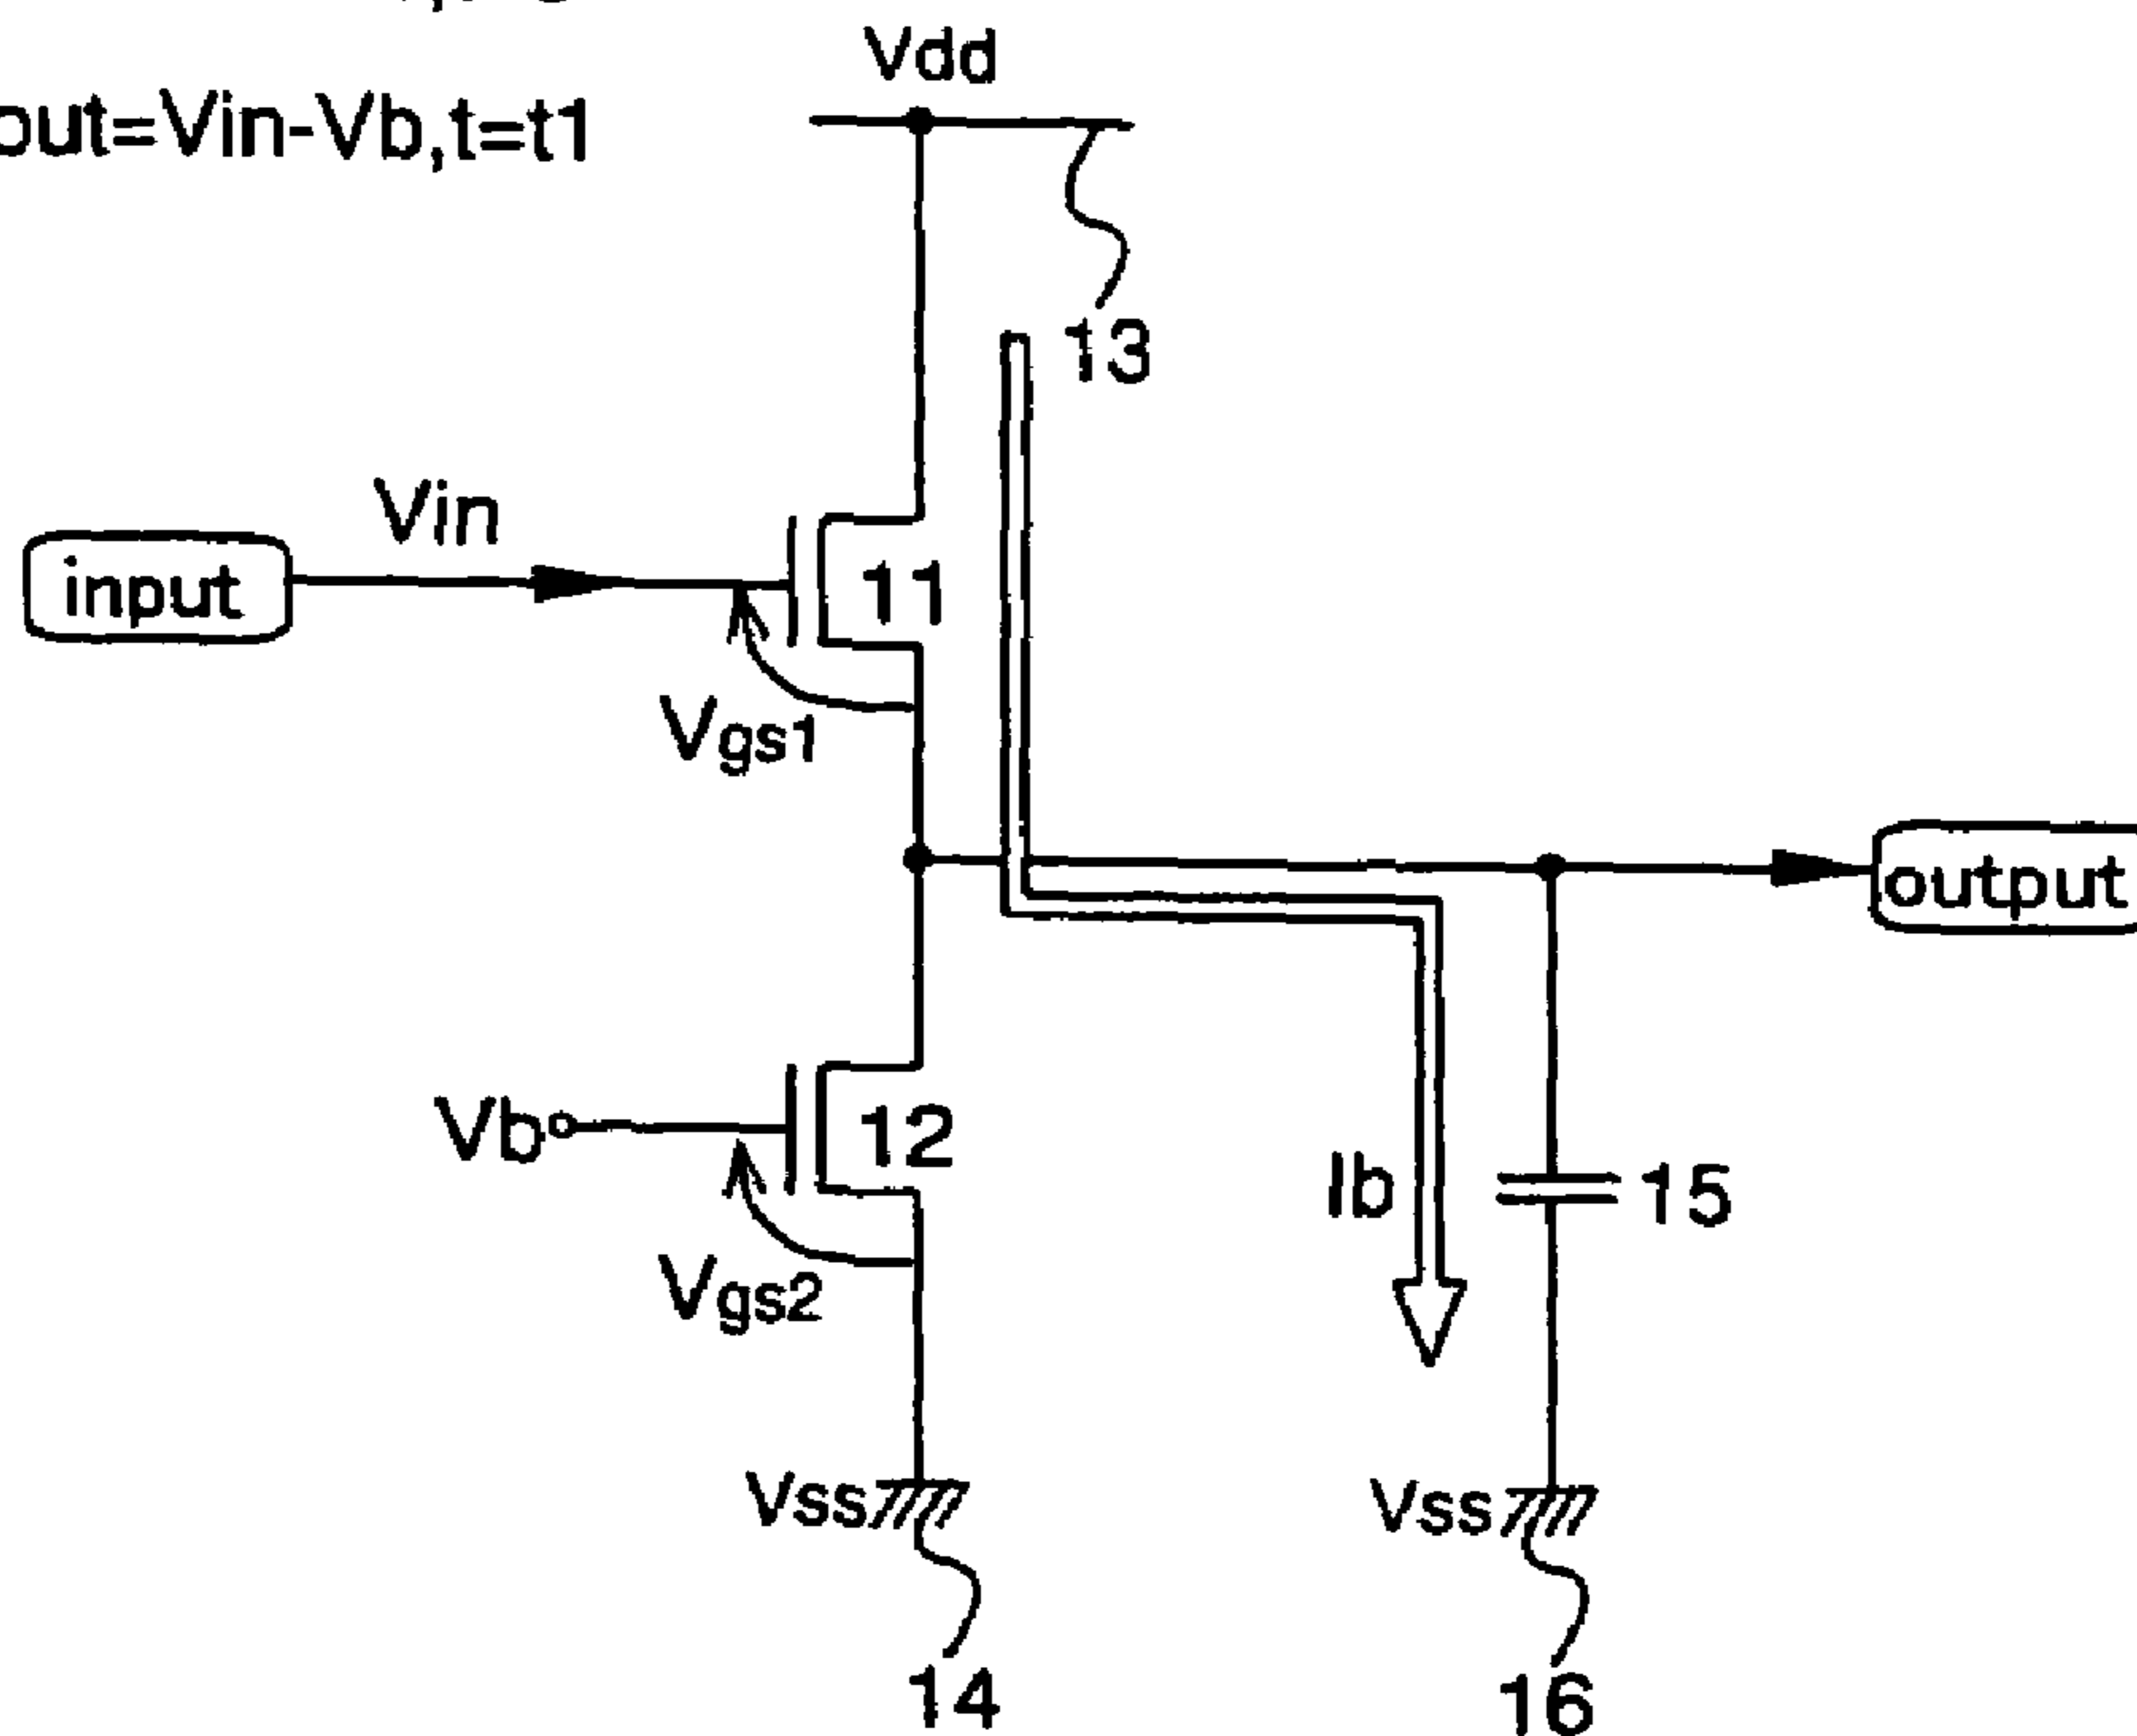 Vdd
out=Vin-Vb,t=t1
13
Vin
input
11
Vgs1
output
Vb
12
Ib
15
Vgs2
Vss
Vss
14
16